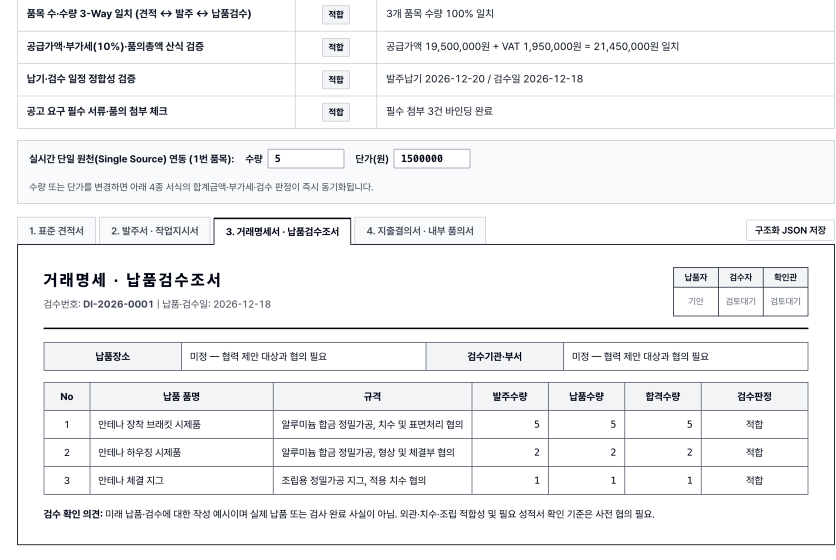 품목 수·수량 3-Way 일치 (견적 ↔ 발주 ↔ 납품검수) 적합 3개 품목 수량 100% 일치
공급가액·부가세(10%)·품의총액 산식 검증 적합 공급가액 19,500,000원 + VAT 1,950,000원 = 21,450,000원 일치
납기·검수 일정 정합성 검증 적합 발주납기 2026-12-20 / 검수일 2026-12-18
공고 요구 필수 서류·품의 첨부 체크 적합 필수 첨부 3건 바인딩 완료
실시간 단일 원천(Single Source) 연동 (1번 품목): 수량 5 단가(원) 1500000
수량 또는 단가를 변경하면 아래 4종 서식의 합계금액·부가세·검수 판정이 즉시 동기화됩니다.
1. 표준 견적서 2. 발주서 · 작업지시서 3. 거래명세서 · 납품검수조서 4. 지출결의서 · 내부 품의서 구조화 JSON 저장
거래명세 · 납품검수조서
검수번호: DI-2026-0001 | 납품·검수일: 2026-12-18
납품자 검수자 확인관
기안 검토대기 검토대기
납품장소 미정 — 협력 제안 대상과 협의 필요 검수기관·부서 미정 — 협력 제안 대상과 협의 필요
No 납품 품명 규격 발주수량 납품수량 합격수량 검수판정
1 안테나 장착 브래킷 시제품 알루미늄 합금 정밀가공, 치수 및 표면처리 협의 5 5 5 적합
2 안테나 하우징 시제품 알루미늄 합금 정밀가공, 형상 및 체결부 협의 2 2 2 적합
3 안테나 체결 지그 조립용 정밀가공 지그, 적용 치수 협의 1 1 1 적합
검수 확인 의견: 미래 납품·검수에 대한 작성 예시이며 실제 납품 또는 검사 완료 사실이 아님. 외관·치수·조립 적합성 및 필요 성적서 확인 기준은 사전 협의 필요.